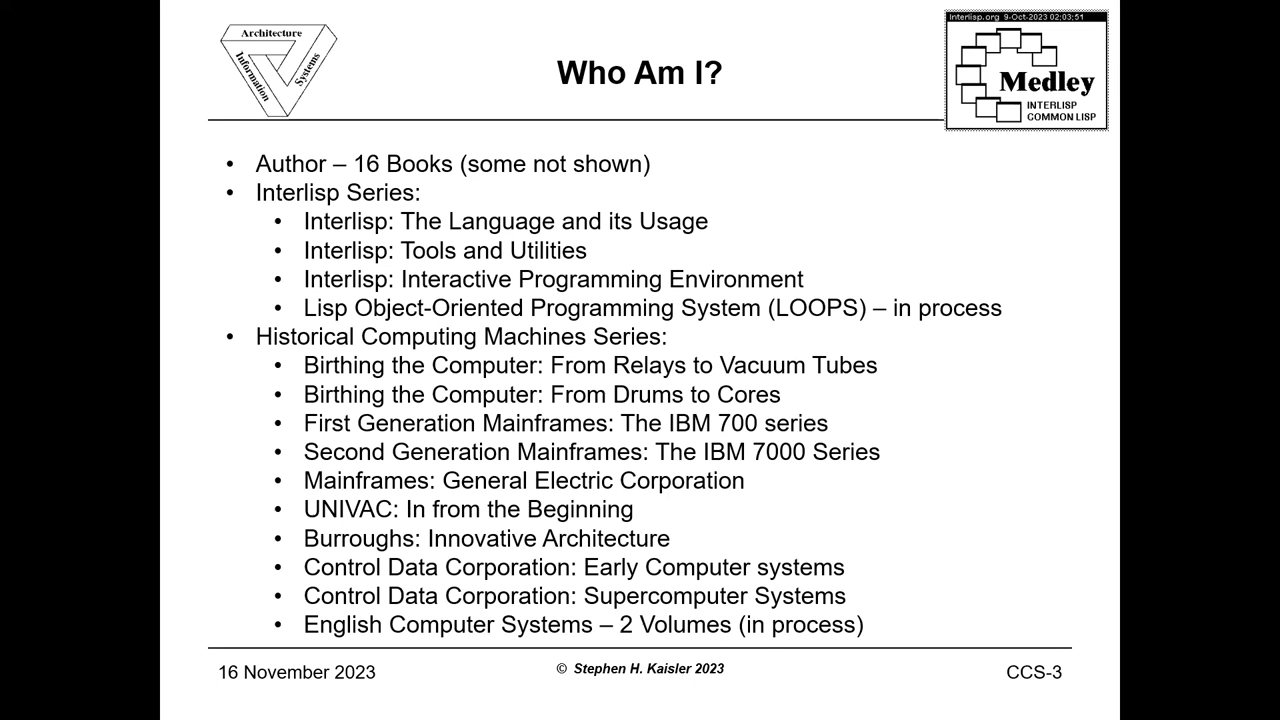 Architecture
Information
Systems
Who Am I?
Interlisp.org 9-Oct-2023 02:03:51
Medley
INTERLISP
COMMON LISP
• Author – 16 Books (some not shown)
• Interlisp Series:
• Interlisp: The Language and its Usage
• Interlisp: Tools and Utilities
• Interlisp: Interactive Programming Environment
• Lisp Object-Oriented Programming System (LOOPS) – in process
• Historical Computing Machines Series:
• Birthing the Computer: From Relays to Vacuum Tubes
• Birthing the Computer: From Drums to Cores
• First Generation Mainframes: The IBM 700 series
• Second Generation Mainframes: The IBM 7000 Series
• Mainframes: General Electric Corporation
• UNIVAC: In from the Beginning
• Burroughs: Innovative Architecture
• Control Data Corporation: Early Computer systems
• Control Data Corporation: Supercomputer Systems
• English Computer Systems – 2 Volumes (in process)
16 November 2023
© Stephen H. Kaisler 2023
CCS-3